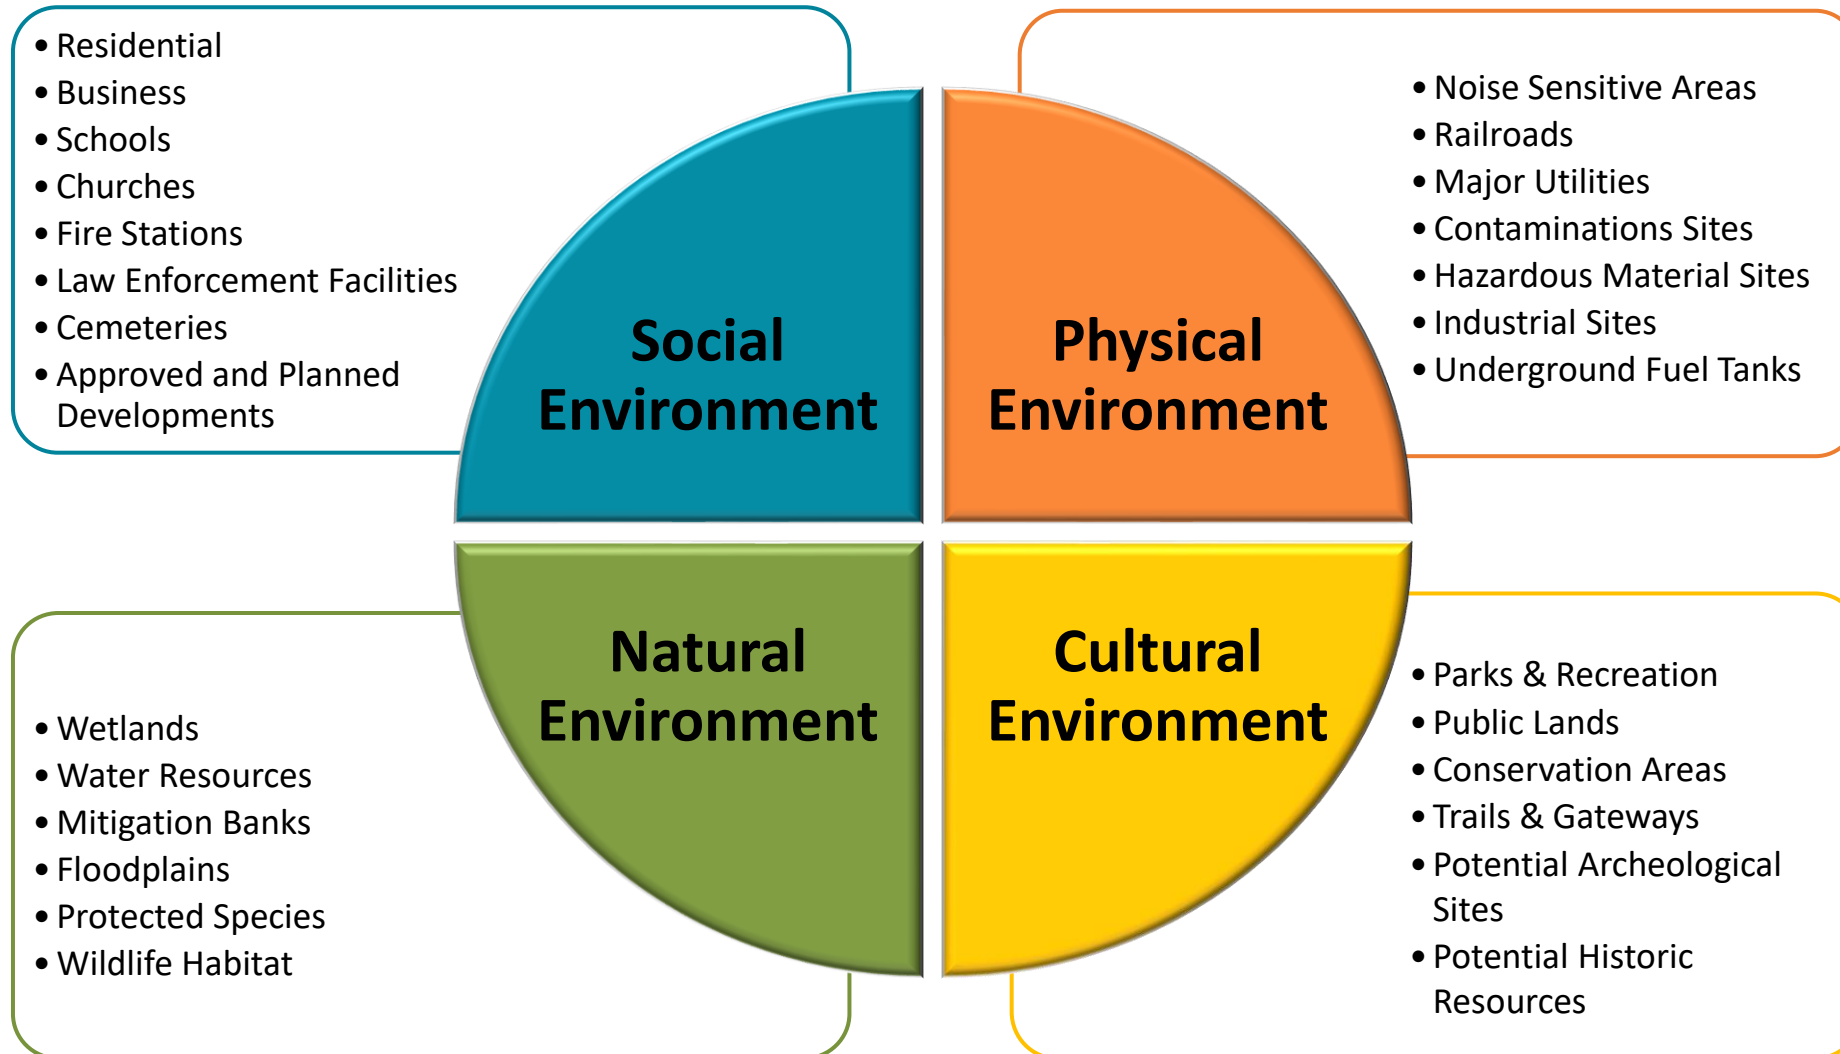 • Residential
• Business
• Schools
• Churches
• Fire Stations
• Law Enforcement Facilities
• Cemeteries
• Approved and Planned
Developments
Social
Environment
Physical
Environment
• Noise Sensitive Areas
• Railroads
• Major Utilities
• Contaminations Sites
• Hazardous Material Sites
• Industrial Sites
• Underground Fuel Tanks
• Wetlands
• Water Resources
• Mitigation Banks
• Floodplains
• Protected Species
• Wildlife Habitat
Natural
Environment
Cultural
Environment
• Parks & Recreation
• Public Lands
• Conservation Areas
• Trails & Gateways
• Potential Archeological
Sites
• Potential Historic
Resources